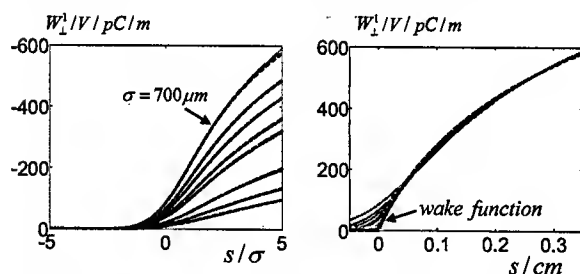 W⊥¹/V/pC/m
-600
-400
-200
0
-5
0
5
s/σ
σ = 700μm
W⊥¹/V/pC/m
600
400
200
0
0
0.1
0.2
0.3
s/cm
wake function